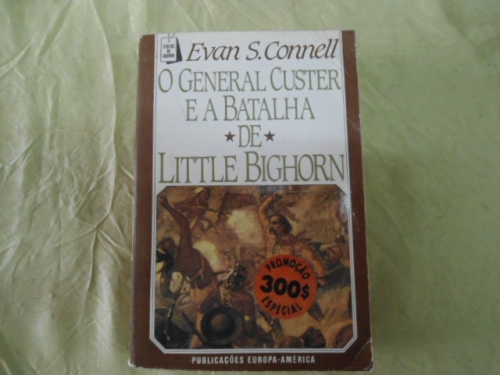 Evan S. Connell
O GENERAL CUSTER
E A BATALHA
DE
LITTLE BIGHORN
PROMOÇÃO
300$
ESPECIAL
PUBLICAÇÕES EUROPA-AMÉRICA